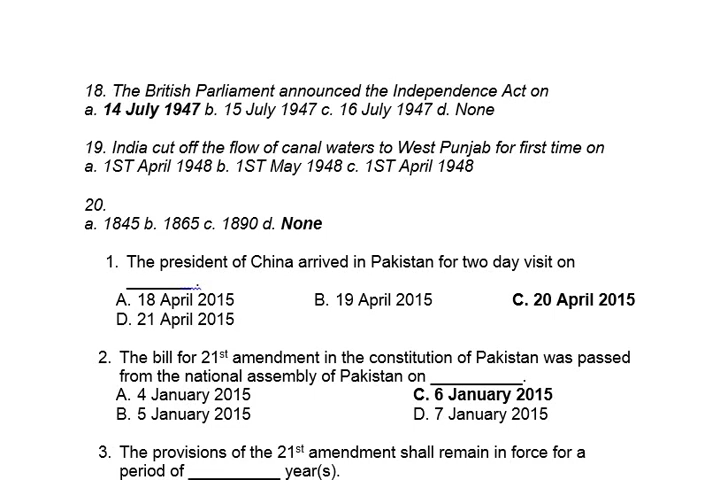 18. The British Parliament announced the Independence Act on
a. 14 July 1947 b. 15 July 1947 c. 16 July 1947 d. None
19. India cut off the flow of canal waters to West Punjab for first time on
a. 1ST April 1948 b. 1ST May 1948 c. 1ST April 1948
20.
a. 1845 b. 1865 c. 1890 d. None
1. The president of China arrived in Pakistan for two day visit on
________.
A. 18 April 2015 B. 19 April 2015 C. 20 April 2015
D. 21 April 2015
2. The bill for 21st amendment in the constitution of Pakistan was passed
from the national assembly of Pakistan on __________.
A. 4 January 2015 C. 6 January 2015
B. 5 January 2015 D. 7 January 2015
3. The provisions of the 21st amendment shall remain in force for a
period of __________ year(s).